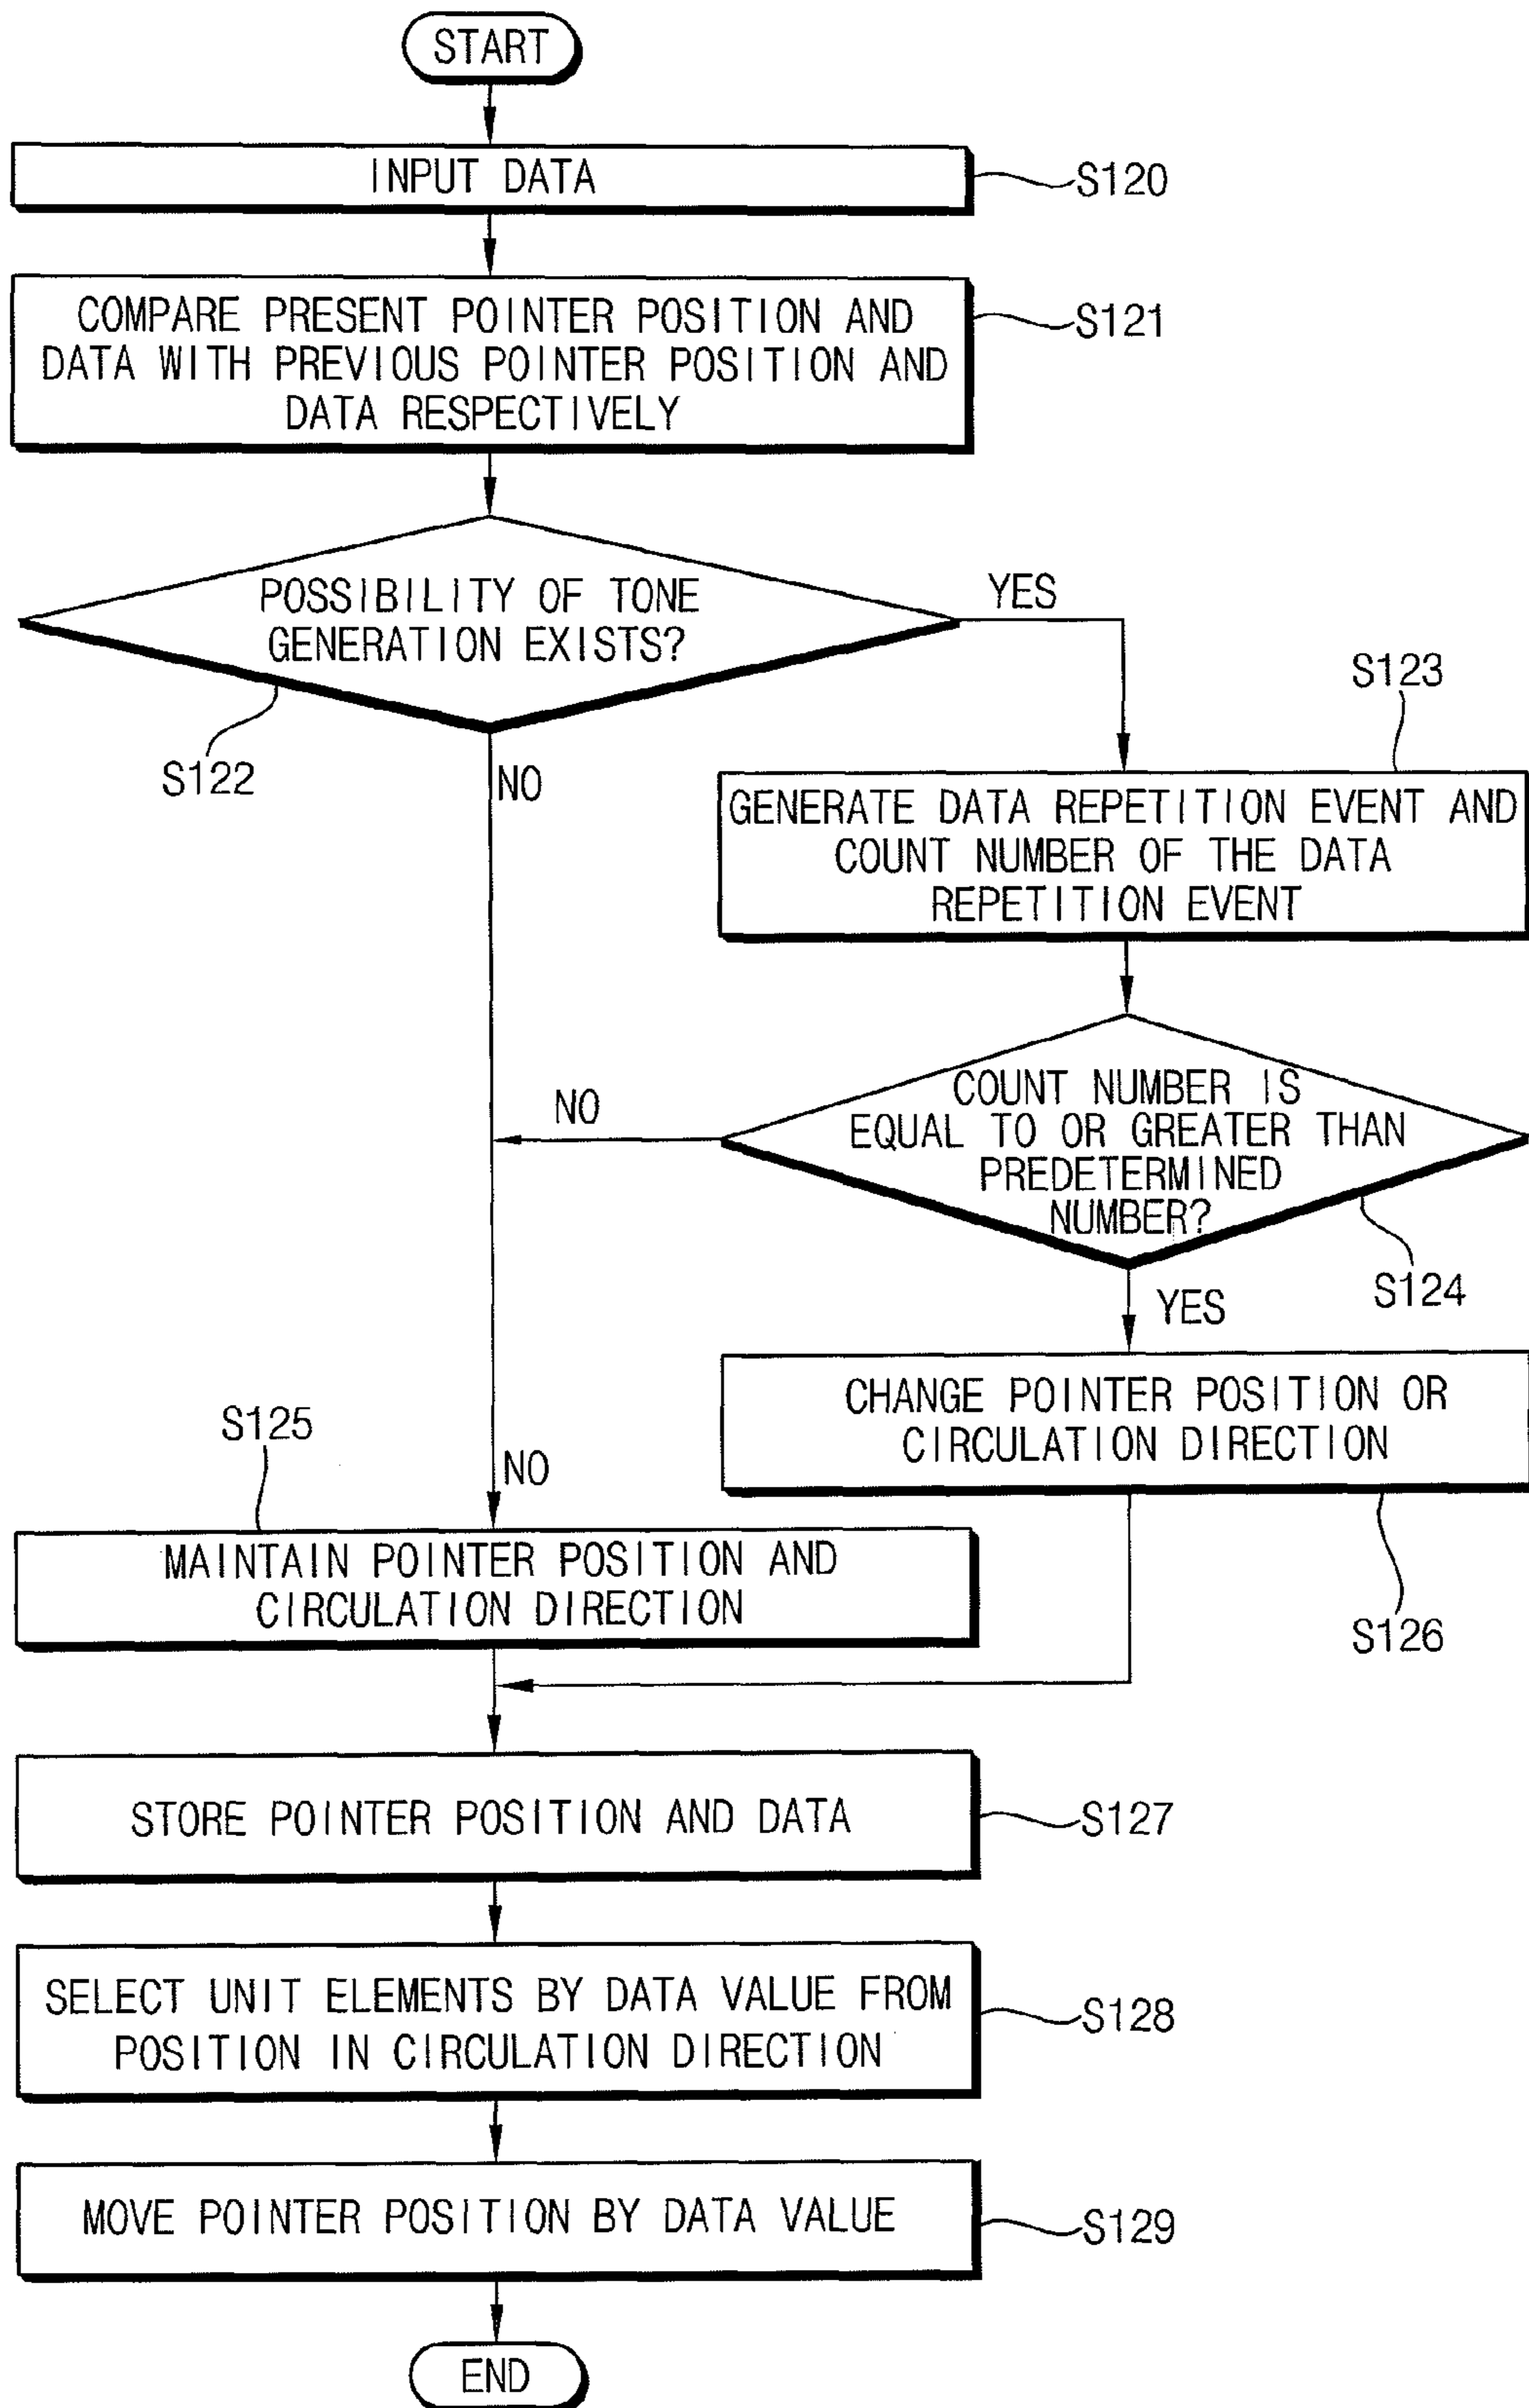 START
INPUT DATA
S120
COMPARE PRESENT POINTER POSITION AND
DATA WITH PREVIOUS POINTER POSITION AND
DATA RESPECTIVELY
S121
POSSIBILITY OF TONE
GENERATION EXISTS?
YES
S122
NO
S123
GENERATE DATA REPETITION EVENT AND
COUNT NUMBER OF THE DATA
REPETITION EVENT
COUNT NUMBER IS
EQUAL TO OR GREATER THAN
PREDETERMINED
NUMBER?
NO
S124
YES
CHANGE POINTER POSITION OR
CIRCULATION DIRECTION
S126
S125
NO
MAINTAIN POINTER POSITION AND
CIRCULATION DIRECTION
STORE POINTER POSITION AND DATA
S127
SELECT UNIT ELEMENTS BY DATA VALUE FROM
POSITION IN CIRCULATION DIRECTION
S128
MOVE POINTER POSITION BY DATA VALUE
S129
END